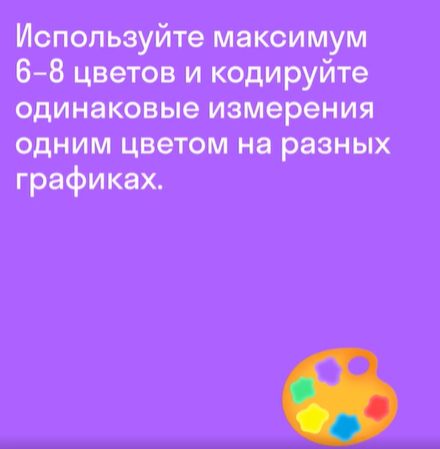 Используйте максимум
6–8 цветов и кодируйте
одинаковые измерения
одним цветом на разных
графиках.